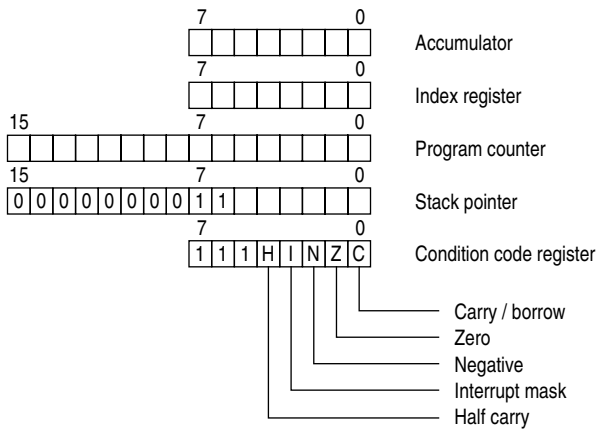 7 0
Accumulator
7 0
Index register
15 7 0
Program counter
15 7 0
0 0 0 0 0 0 0 0 1 1 Stack pointer
7 0
1 1 1 H I N Z C Condition code register
Carry / borrow
Zero
Negative
Interrupt mask
Half carry